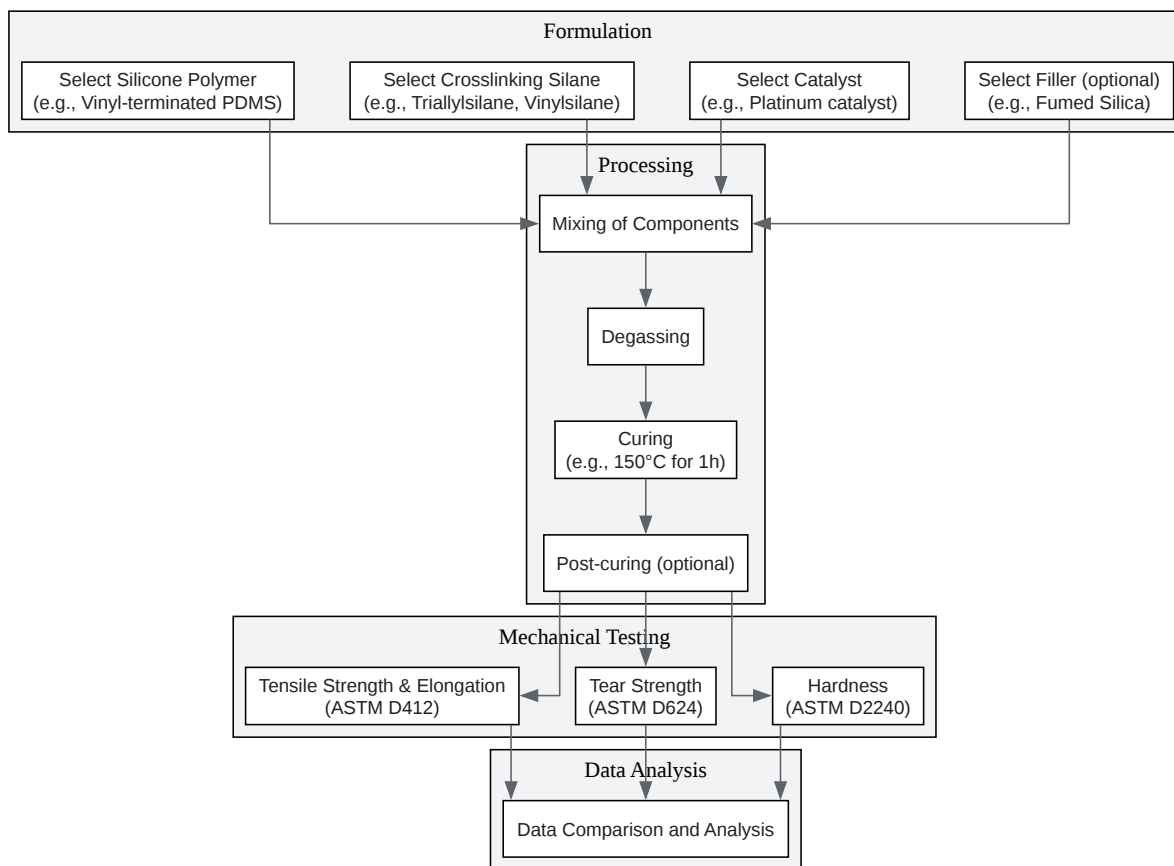 Formulation
Select Silicone Polymer
(e.g., Vinyl-terminated PDMS)
Select Crosslinking Silane
(e.g., Triallylsilane, Vinylsilane)
Select Catalyst
(e.g., Platinum catalyst)
Select Filler (optional)
(e.g., Fumed Silica)
Processing
Mixing of Components
Degassing
Curing
(e.g., 150°C for 1h)
Post-curing (optional)
Mechanical Testing
Tensile Strength & Elongation
(ASTM D412)
Tear Strength
(ASTM D624)
Hardness
(ASTM D2240)
Data Analysis
Data Comparison and Analysis